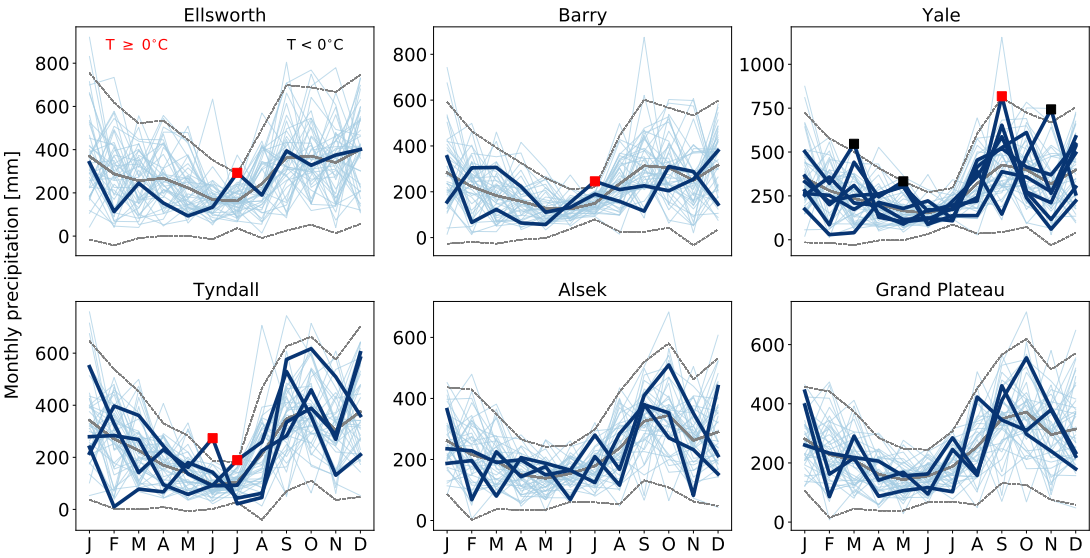 Ellsworth
Barry
Yale
T ≥ 0°C
T < 0°C
800
600
400
200
0
800
600
400
200
0
1000
750
500
250
0
Monthly precipitation [mm]
Tyndall
Alsek
Grand Plateau
600
400
200
0
600
400
200
0
600
400
200
0
J F M A M J J A S O N D
J F M A M J J A S O N D
J F M A M J J A S O N D